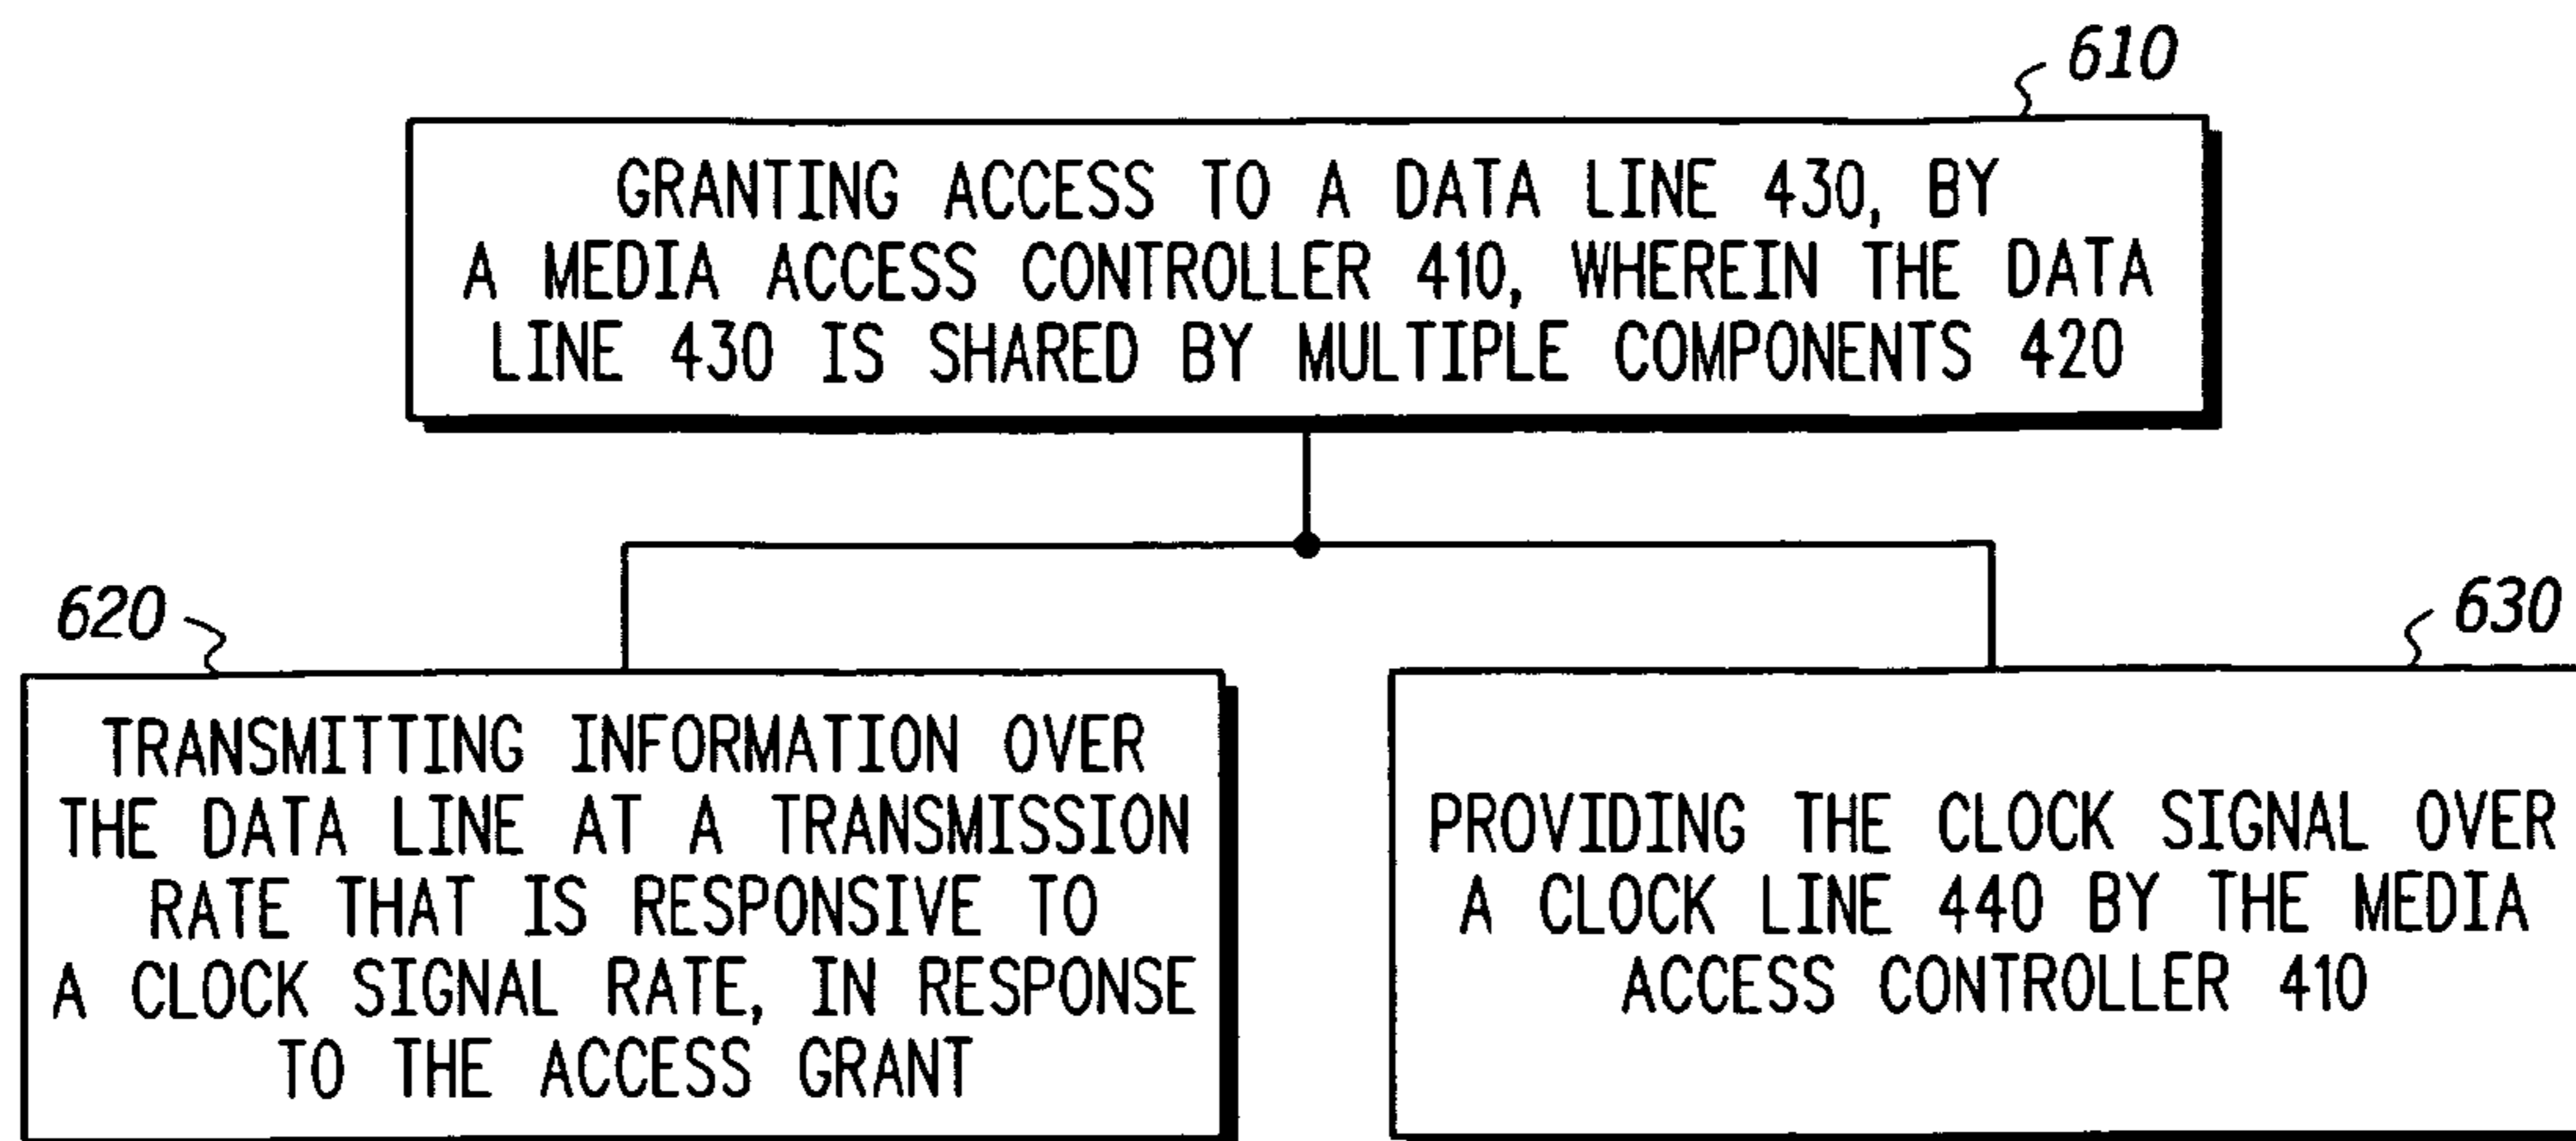 610
GRANTING ACCESS TO A DATA LINE 430, BY
A MEDIA ACCESS CONTROLLER 410, WHEREIN THE DATA
LINE 430 IS SHARED BY MULTIPLE COMPONENTS 420
620
TRANSMITTING INFORMATION OVER
THE DATA LINE AT A TRANSMISSION
RATE THAT IS RESPONSIVE TO
A CLOCK SIGNAL RATE, IN RESPONSE
TO THE ACCESS GRANT
630
PROVIDING THE CLOCK SIGNAL OVER
A CLOCK LINE 440 BY THE MEDIA
ACCESS CONTROLLER 410